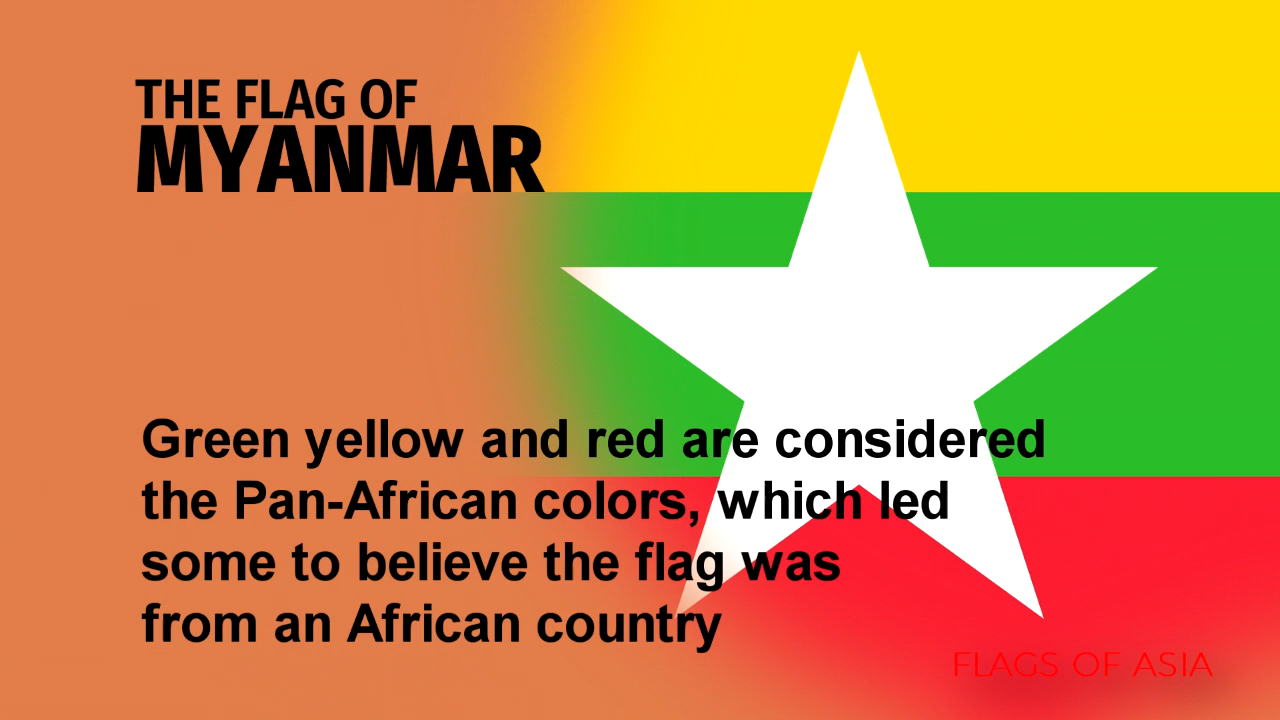 THE FLAG OF
MYANMAR
Green yellow and red are considered
the Pan-African colors, which led
some to believe the flag was
from an African country
FLAGS OF ASIA